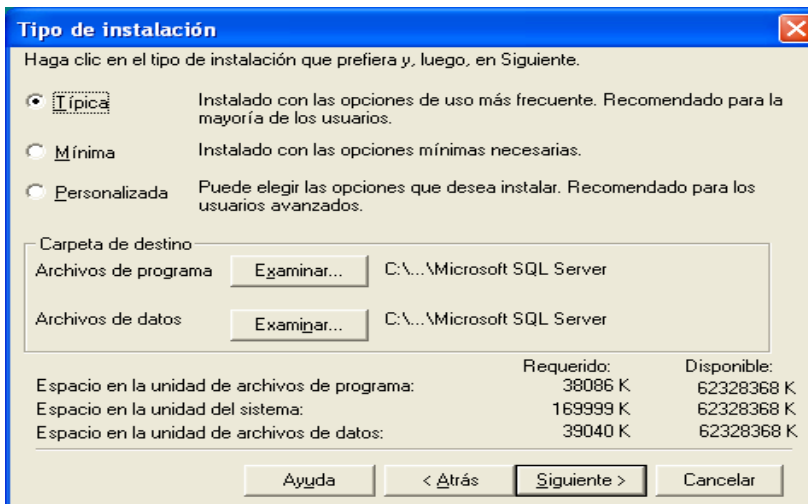 Tipo de instalación
Haga clic en el tipo de instalación que prefiera y, luego, en Siguiente.
Típica Instalado con las opciones de uso más frecuente. Recomendado para la
mayoría de los usuarios.
Mínima Instalado con las opciones mínimas necesarias.
Personalizada Puede elegir las opciones que desea instalar. Recomendado para los
usuarios avanzados.
Carpeta de destino
Archivos de programa Examinar... C:\...\Microsoft SQL Server
Archivos de datos Examinar... C:\...\Microsoft SQL Server
Requerido: Disponible:
Espacio en la unidad de archivos de programa: 38086 K 62328368 K
Espacio en la unidad del sistema: 169999 K 62328368 K
Espacio en la unidad de archivos de datos: 39040 K 62328368 K
Ayuda < Atrás Siguiente > Cancelar